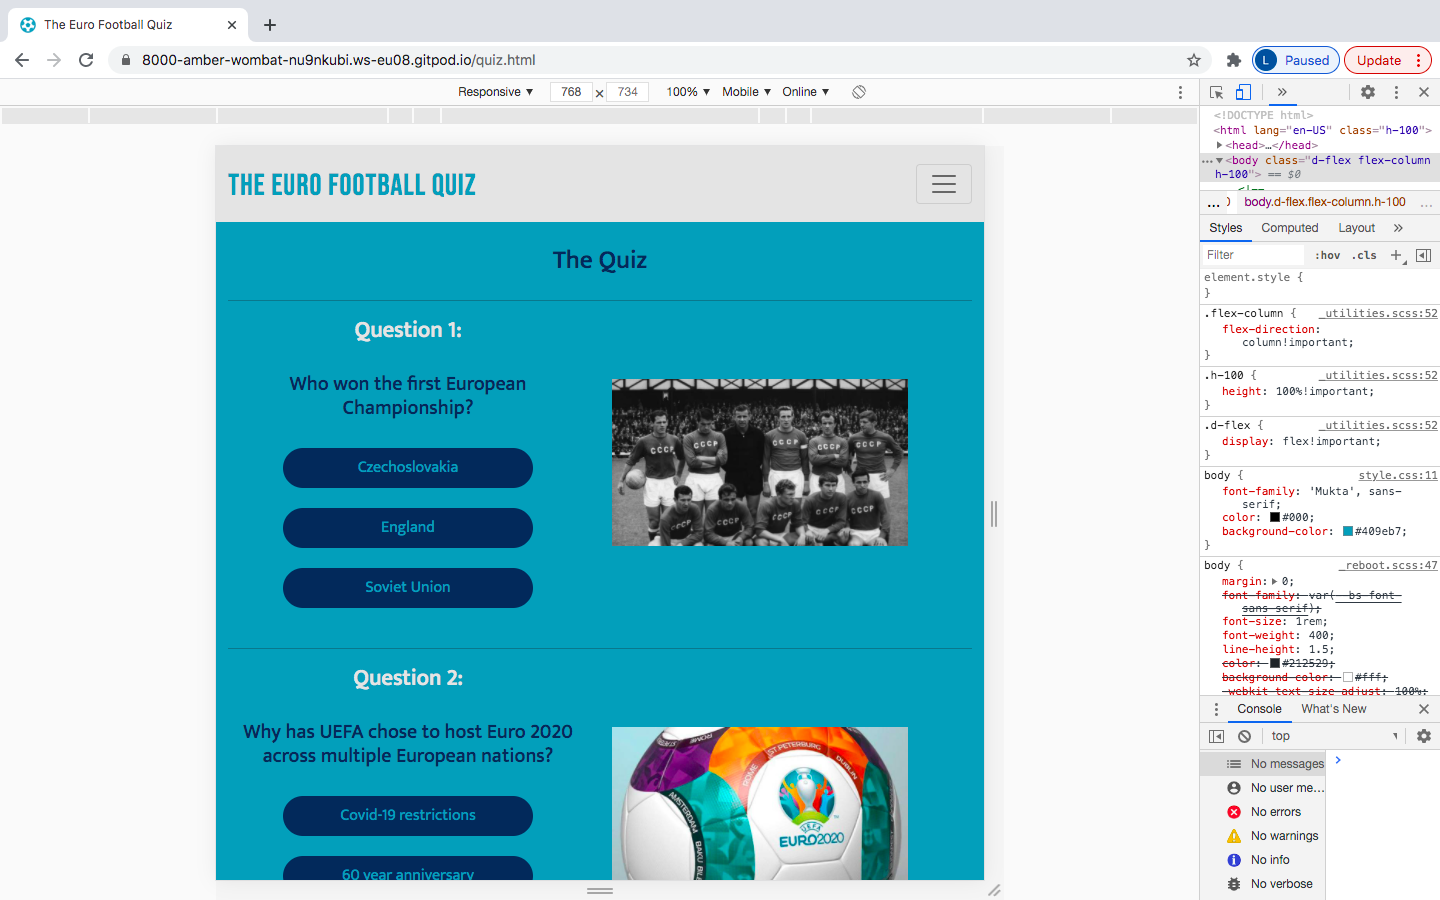 The Euro Football Quiz
8000-amber-wombat-nu9nkubi.ws-eu08.gitpod.io/quiz.html
L Paused Update
Responsive 768 x 734 100% Mobile Online
THE EURO FOOTBALL QUIZ
The Quiz
Question 1:
Who won the first European
Championship?
Czechoslovakia
England
Soviet Union
CCCP CCCP CCCP CCCP CCCP
CCCP CCCP CCCP CCCP
Question 2:
Why has UEFA chose to host Euro 2020
across multiple European nations?
Covid-19 restrictions
60 year anniversary
ROME ST PETERSBURG DUBLIN
AMSTERDAM
BAKU
UEFA
EURO2020
<!DOCTYPE html>
<html lang="en-US" class="h-100">
<head>…</head>
<body class="d-flex flex-column
h-100"> == $0
<!--
... body.d-flex.flex-column.h-100 ...
Styles Computed Layout
Filter :hov .cls
element.style {
}
.flex-column { _utilities.scss:52
flex-direction:
column!important;
}
.h-100 { _utilities.scss:52
height: 100%!important;
}
.d-flex { _utilities.scss:52
display: flex!important;
}
body { style.css:11
font-family: 'Mukta', sans-
serif;
color: #000;
background-color: #409eb7;
}
body { _reboot.scss:47
margin: 0;
font-family: var(--bs-font-
sans-serif);
font-size: 1rem;
font-weight: 400;
line-height: 1.5;
color: #212529;
background-color: #fff;
-webkit-text-size-adjust: 100%;
Console What's New
top
No messages
No user me...
No errors
No warnings
No info
No verbose